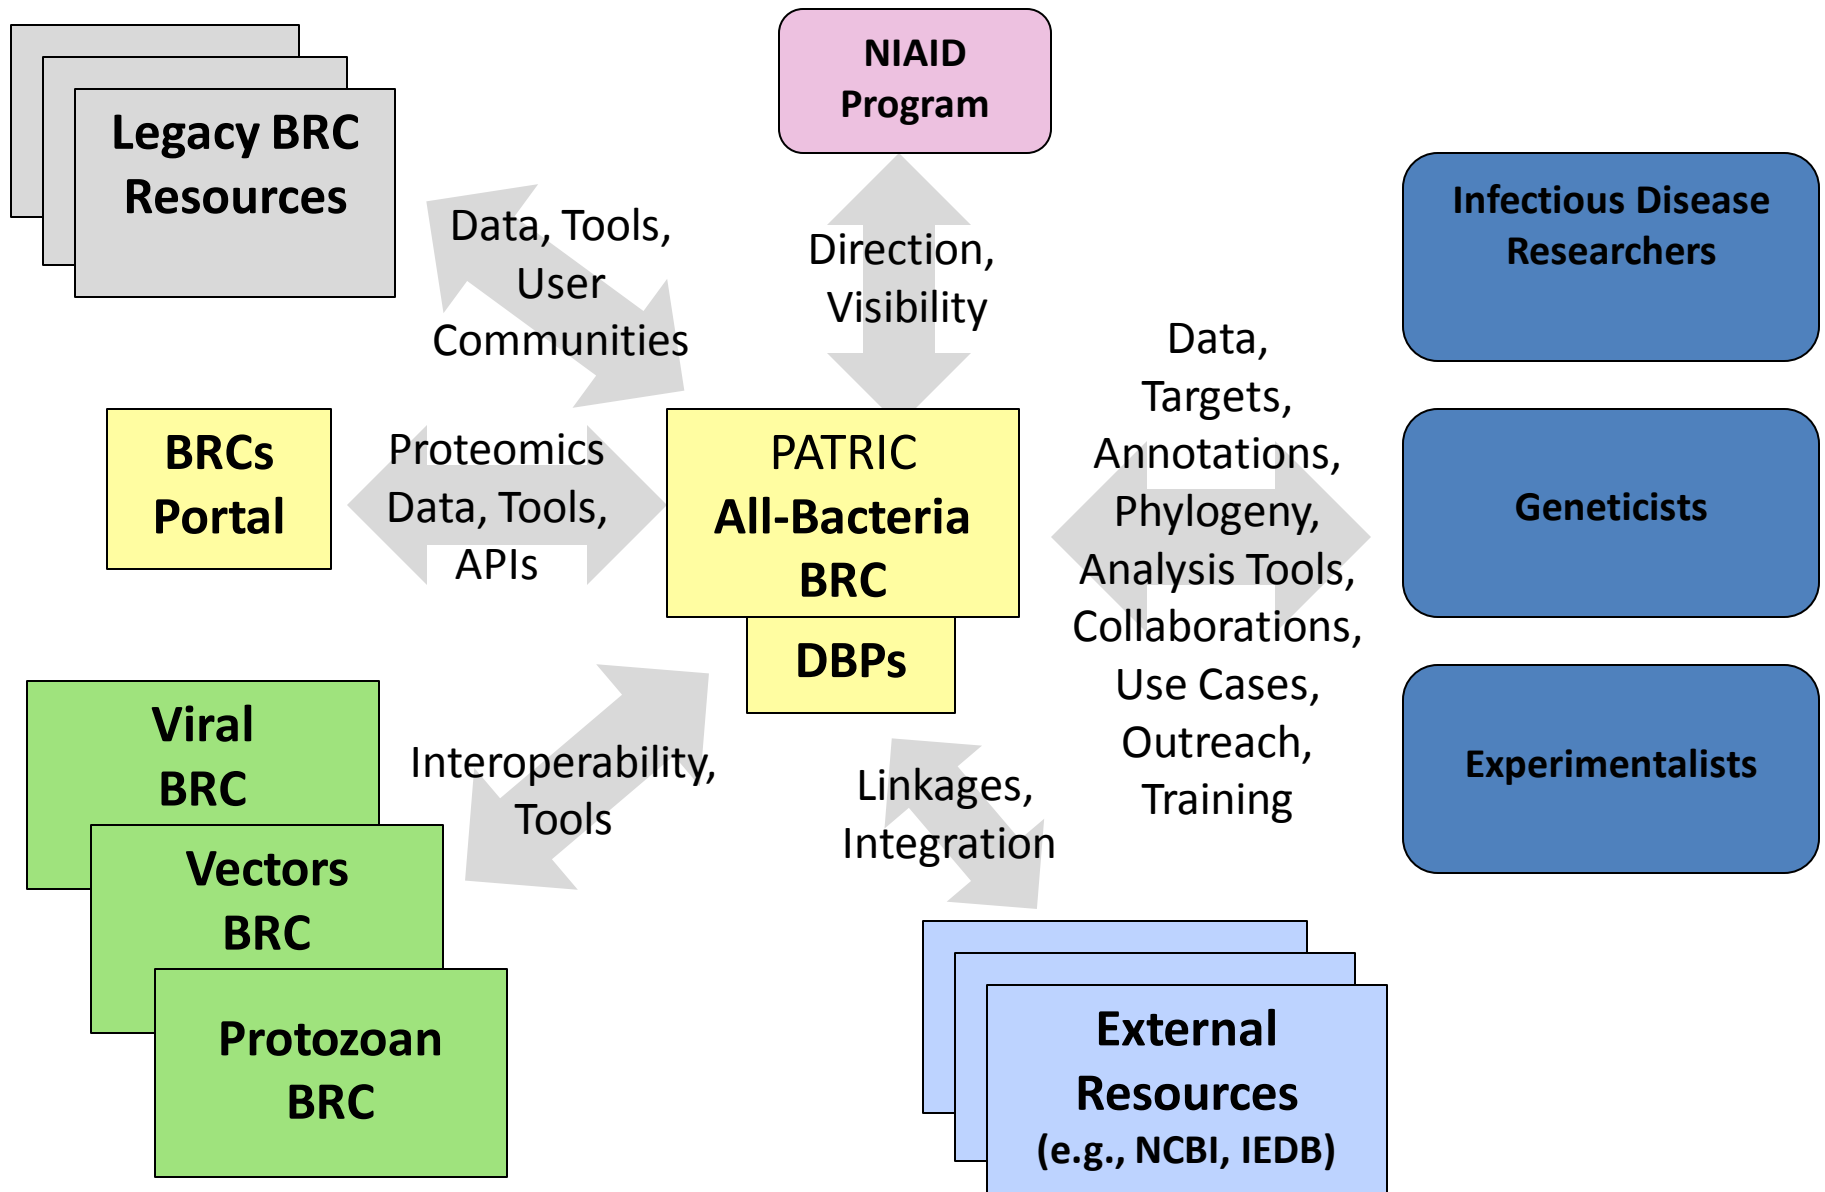 NIAID
Program
Legacy BRC
Resources
Data, Tools,
User
Communities
Direction,
Visibility
Infectious Disease
Researchers
BRCs
Portal
Proteomics
Data, Tools,
APIs
PATRIC
All-Bacteria
BRC
DBPs
Data,
Targets,
Annotations,
Phylogeny,
Analysis Tools,
Collaborations,
Use Cases,
Outreach,
Training
Geneticists
Experimentalists
Viral
BRC
Vectors
BRC
Protozoan
BRC
Interoperability,
Tools
Linkages,
Integration
External
Resources
(e.g., NCBI, IEDB)